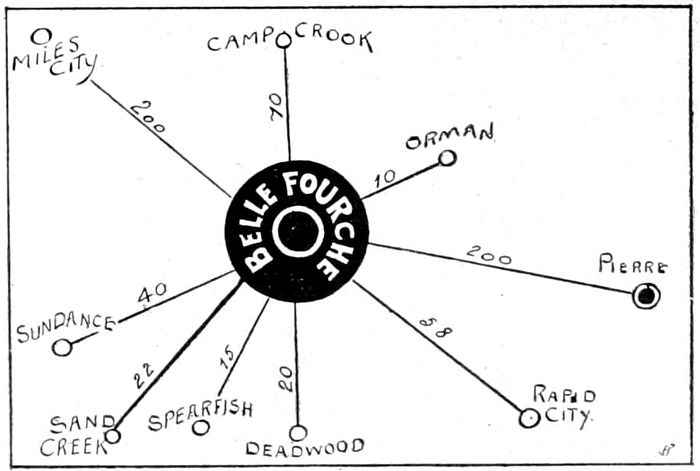 MILES
CITY
200
CAMP CROOK
70
ORMAN
10
BELLE FOURCHE
200
PIERRE
40
SUNDANCE
58
RAPID
CITY.
22
SAND
CREEK
15
SPEARFISH
20
DEADWOOD